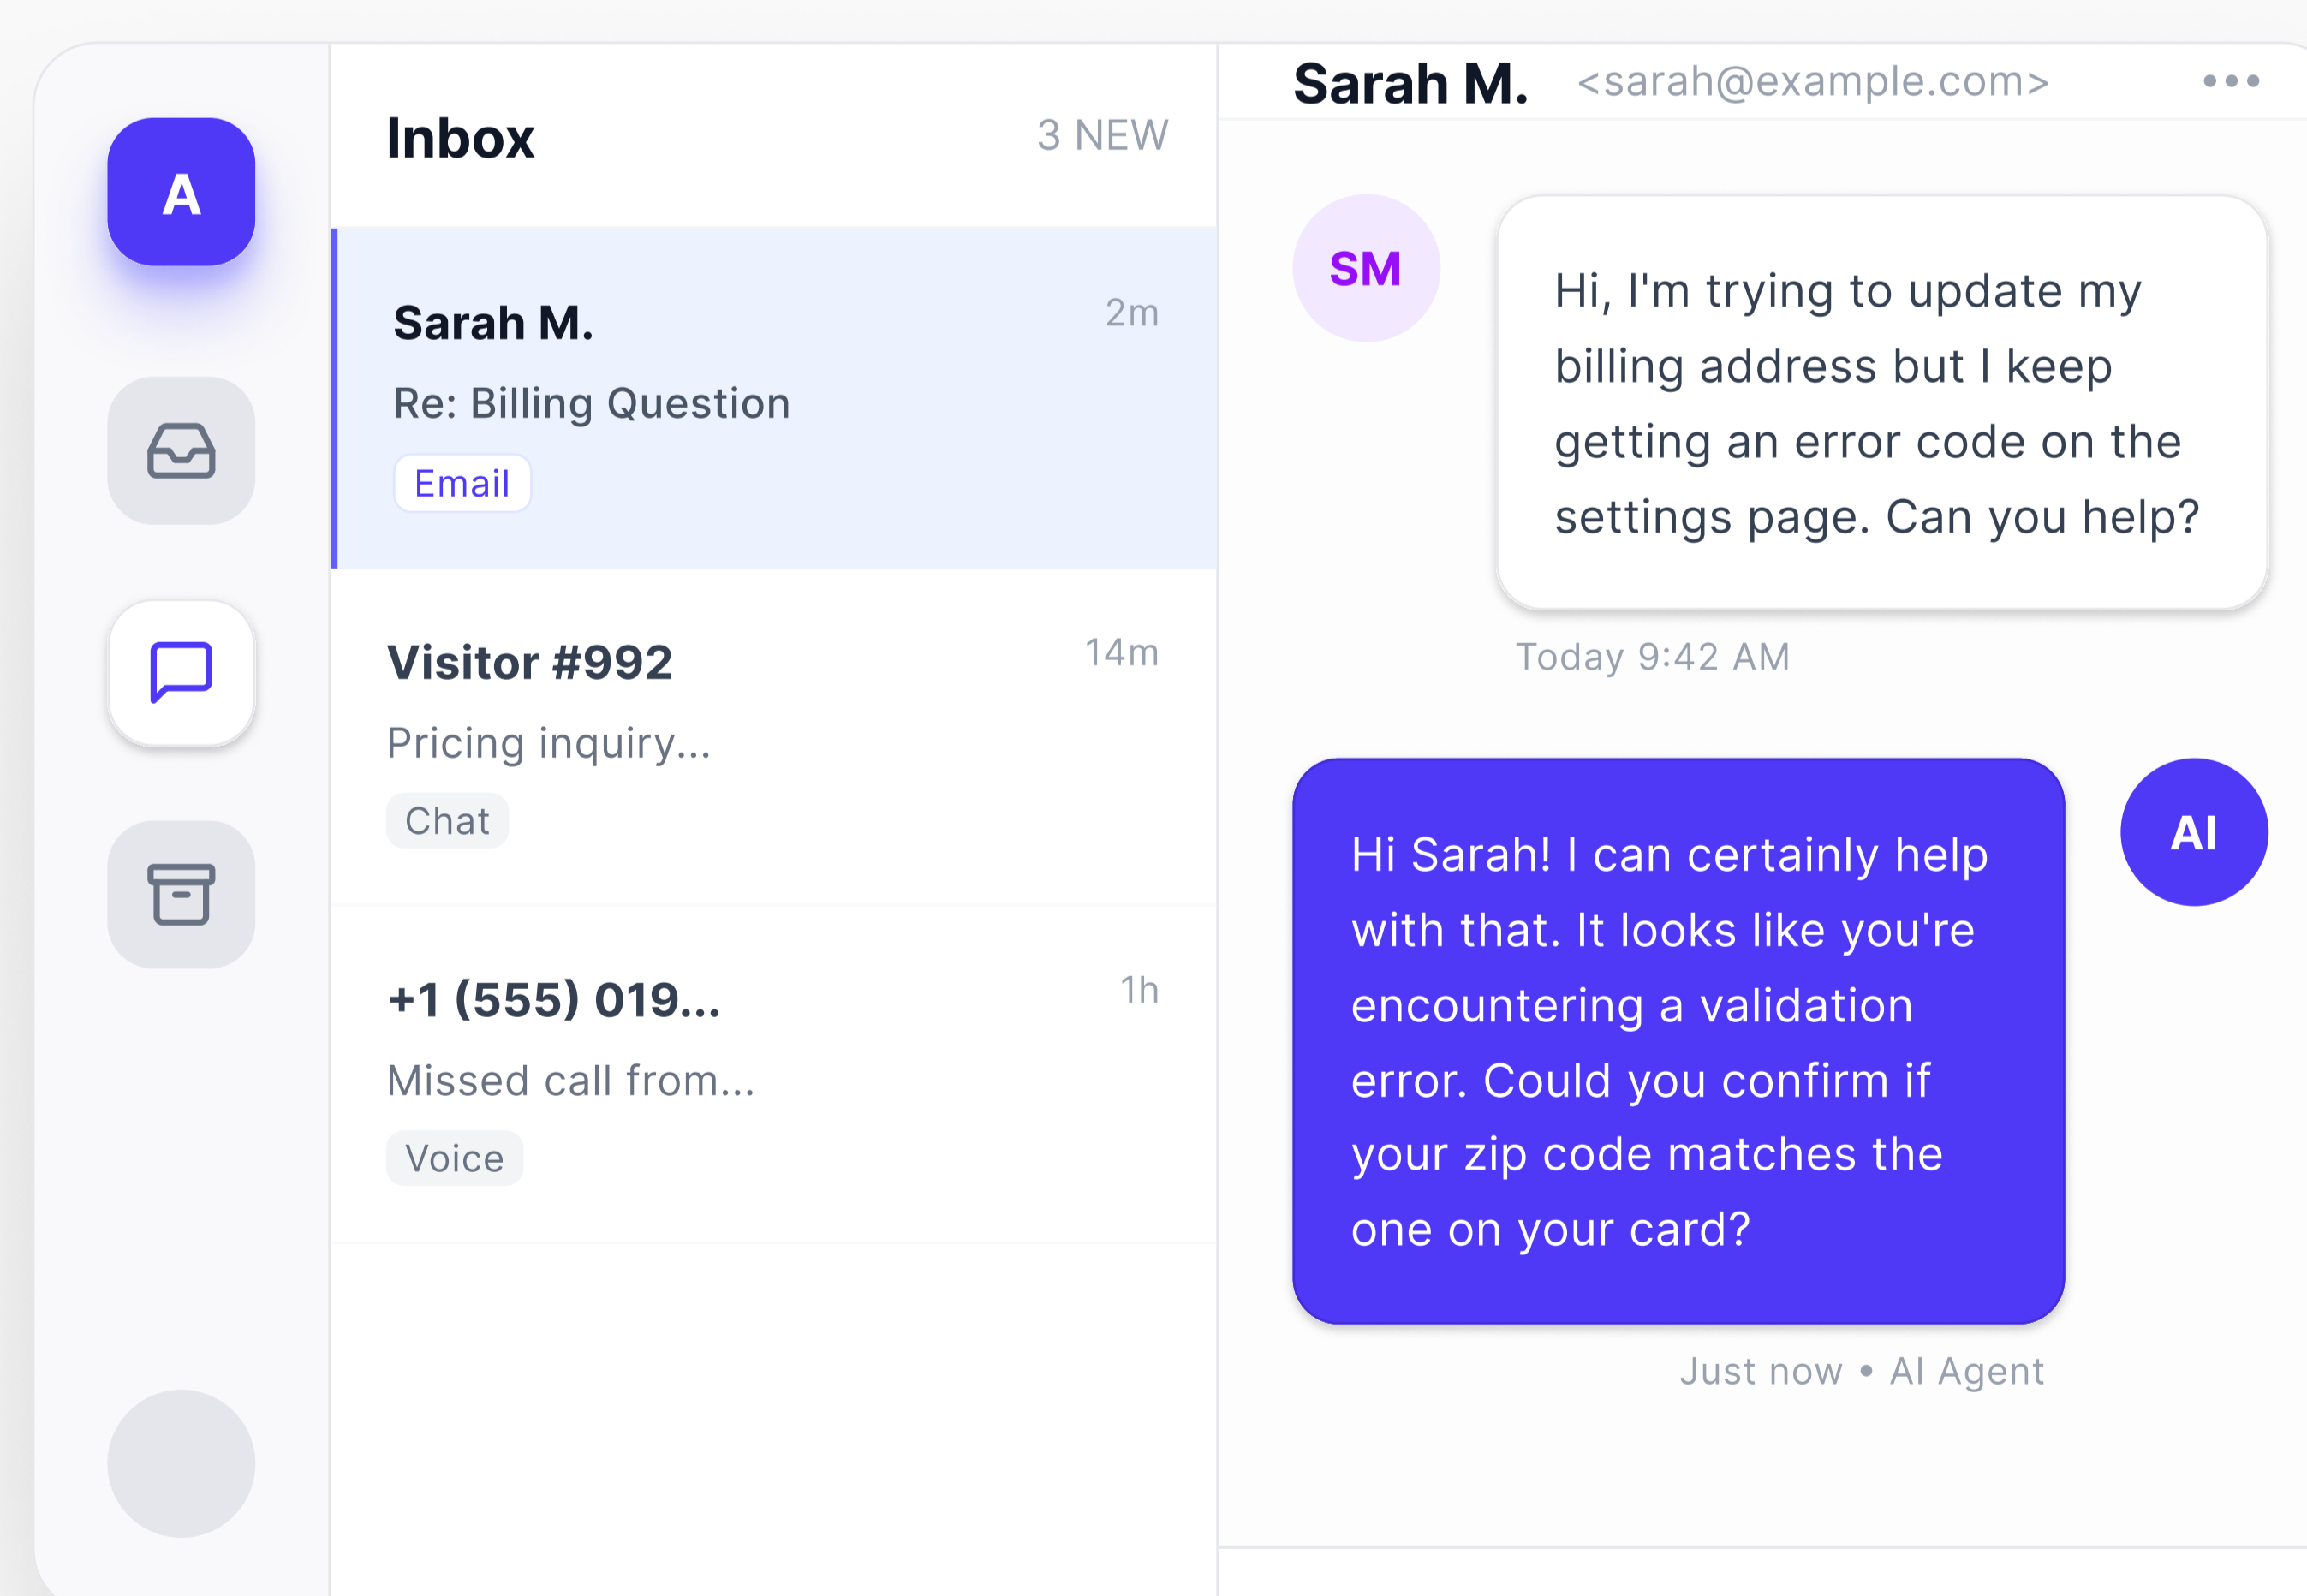 A
Inbox
3 NEW
Sarah M.
2m
Re: Billing Question
Email
Visitor #992
14m
Pricing inquiry...
Chat
+1 (555) 019...
1h
Missed call from...
Voice
Sarah M.
<sarah@example.com>
SM
Hi, I'm trying to update my
billing address but I keep
getting an error code on the
settings page. Can you help?
Today 9:42 AM
Hi Sarah! I can certainly help
with that. It looks like you're
encountering a validation
error. Could you confirm if
your zip code matches the
one on your card?
AI
Just now • AI Agent